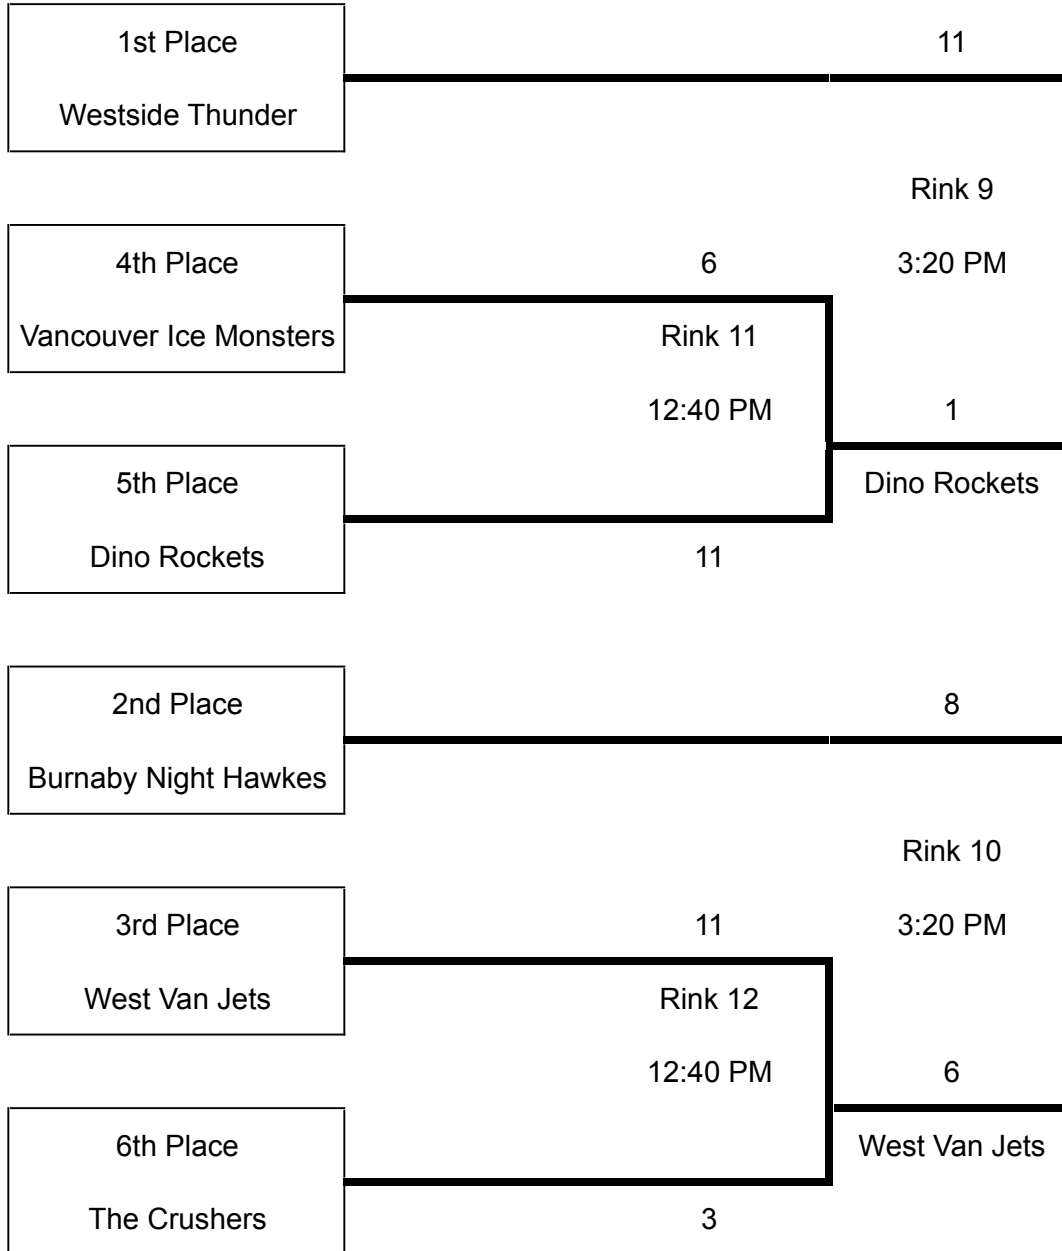 1st Place
11
Westside Thunder
Rink 9
4th Place
6
3:20 PM
Vancouver Ice Monsters
Rink 11
12:40 PM
1
5th Place
Dino Rockets
Dino Rockets
11
2nd Place
8
Burnaby Night Hawkes
Rink 10
3rd Place
11
3:20 PM
West Van Jets
Rink 12
12:40 PM
6
6th Place
West Van Jets
The Crushers
3